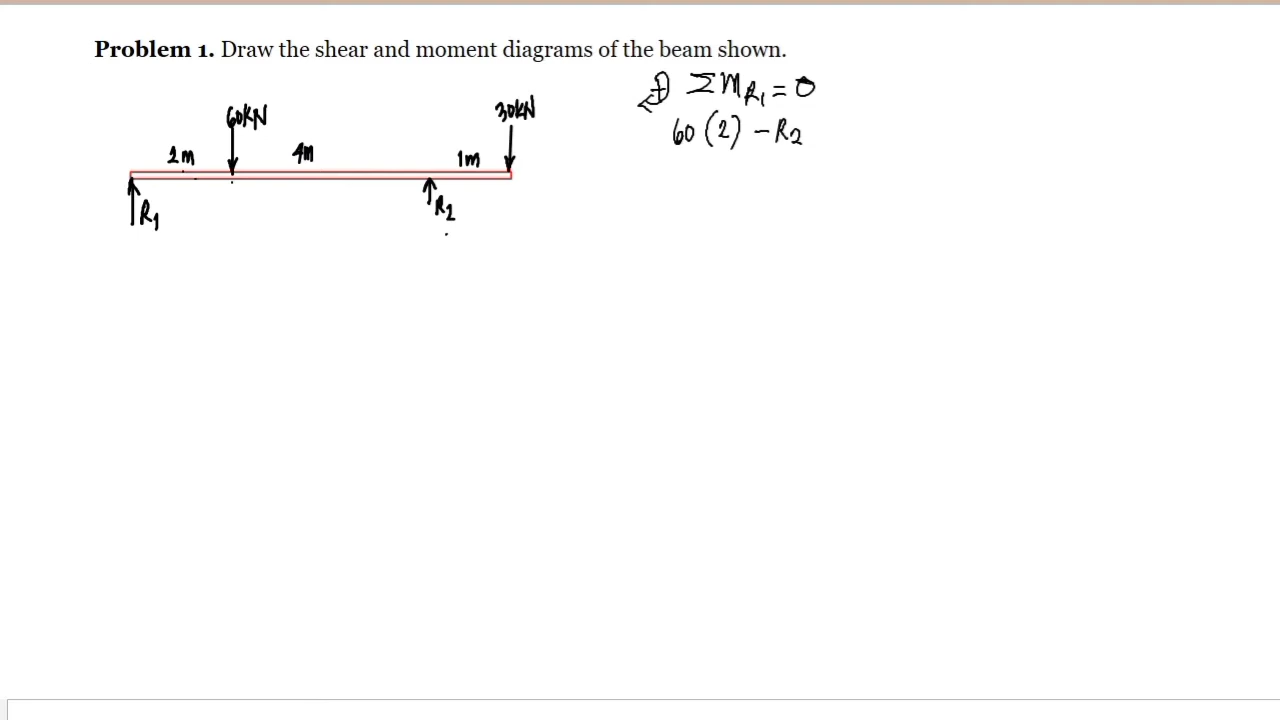 Problem 1. Draw the shear and moment diagrams of the beam shown.
+ ΣM_R₁ = 0
60 (2) - R₂
60KN
30KN
2m
4m
1m
R₁
R₂